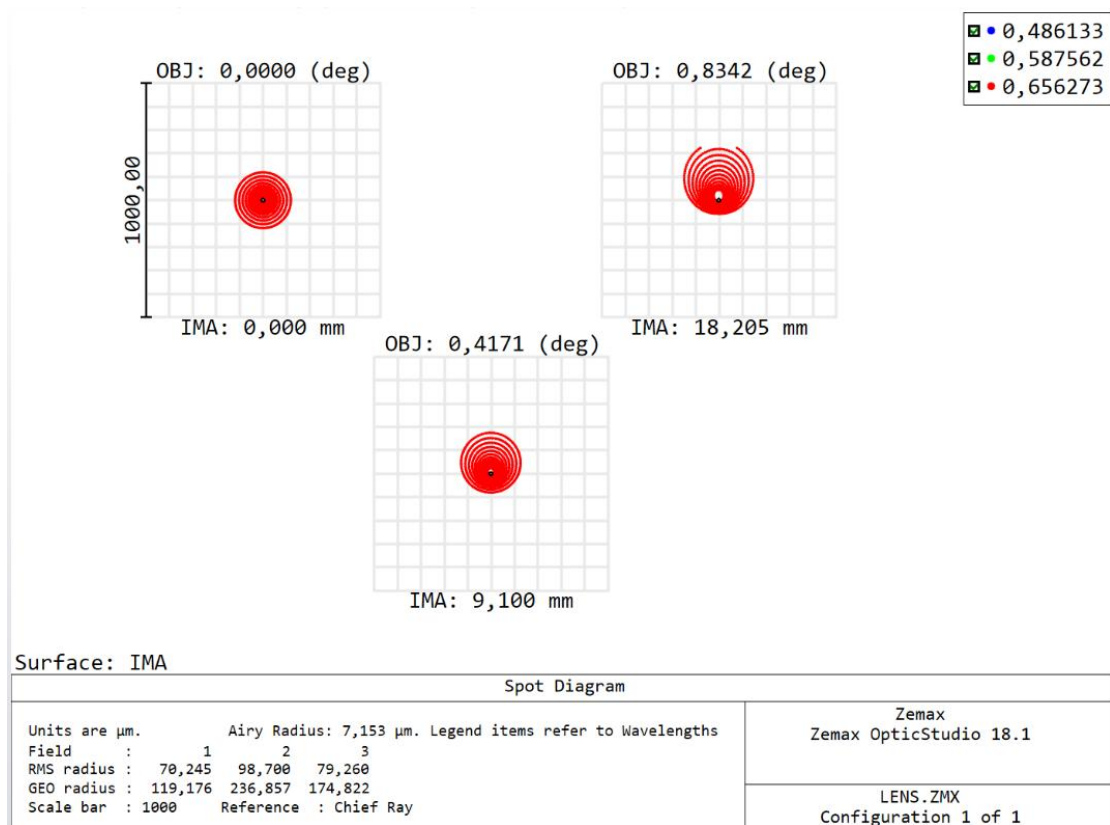 0,486133
0,587562
0,656273
OBJ: 0,0000 (deg)
OBJ: 0,8342 (deg)
1000,00
IMA: 0,000 mm
IMA: 18,205 mm
OBJ: 0,4171 (deg)
IMA: 9,100 mm
Surface: IMA
Spot Diagram
Units are µm. Airy Radius: 7,153 µm. Legend items refer to Wavelengths
Field : 1 2 3
RMS radius : 70,245 98,700 79,260
GEO radius : 119,176 236,857 174,822
Scale bar : 1000 Reference : Chief Ray
Zemax
Zemax OpticStudio 18.1
LENS.ZMX
Configuration 1 of 1